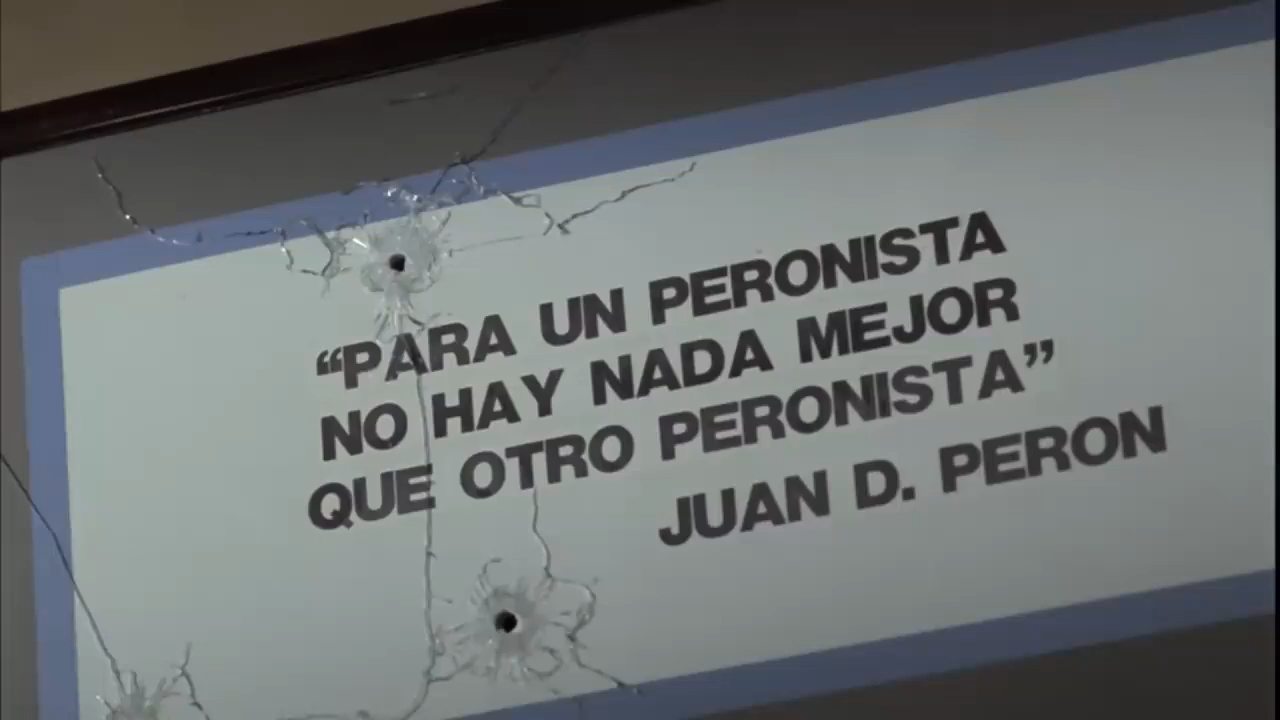 “PARA UN PERONISTA
NO HAY NADA MEJOR
QUE OTRO PERONISTA”
JUAN D. PERON